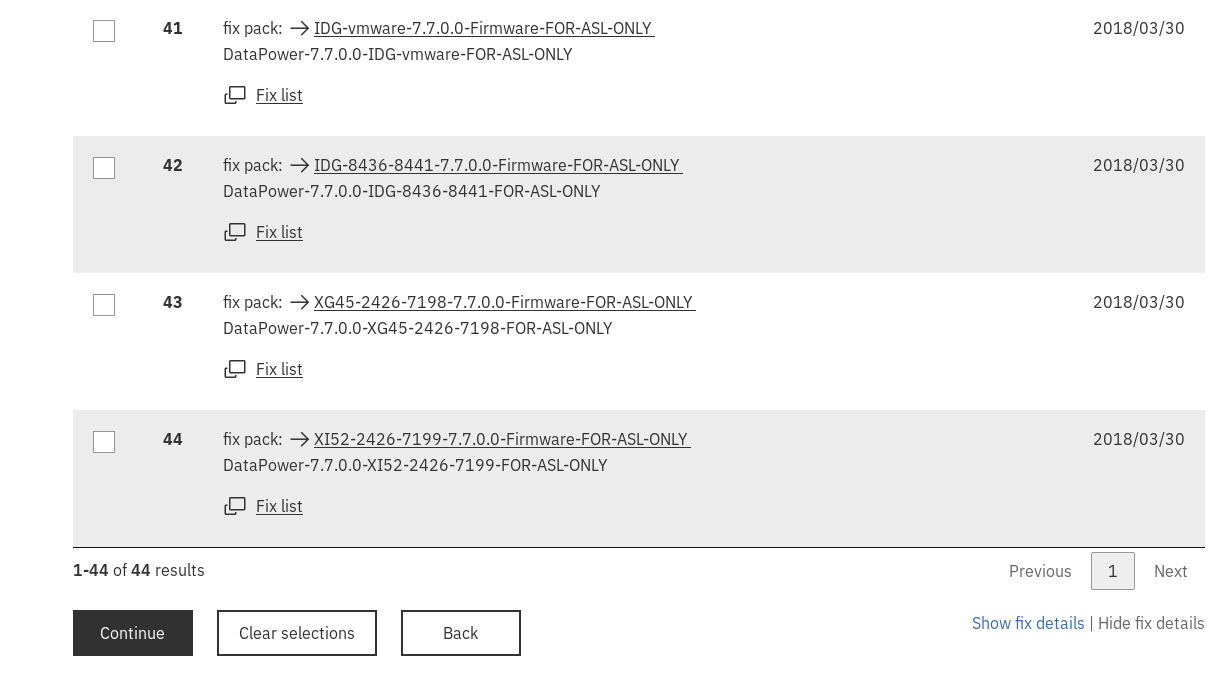 41 fix pack: → IDG-vmware-7.7.0.0-Firmware-FOR-ASL-ONLY 2018/03/30
DataPower-7.7.0.0-IDG-vmware-FOR-ASL-ONLY
Fix list
42 fix pack: → IDG-8436-8441-7.7.0.0-Firmware-FOR-ASL-ONLY 2018/03/30
DataPower-7.7.0.0-IDG-8436-8441-FOR-ASL-ONLY
Fix list
43 fix pack: → XG45-2426-7198-7.7.0.0-Firmware-FOR-ASL-ONLY 2018/03/30
DataPower-7.7.0.0-XG45-2426-7198-FOR-ASL-ONLY
Fix list
44 fix pack: → XI52-2426-7199-7.7.0.0-Firmware-FOR-ASL-ONLY 2018/03/30
DataPower-7.7.0.0-XI52-2426-7199-FOR-ASL-ONLY
Fix list
1-44 of 44 results Previous 1 Next
Continue Clear selections Back Show fix details | Hide fix details